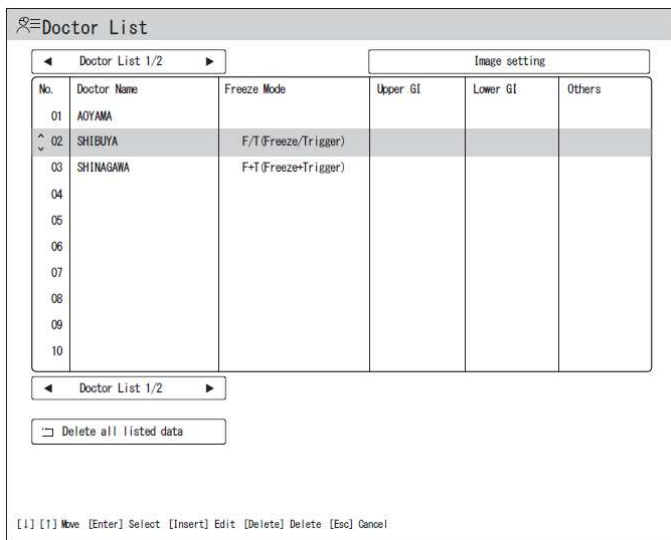 Doctor List
◄ Doctor List 1/2 ►
Image setting
No. Doctor Name Freeze Mode Upper GI Lower GI Others
01 AOYAMA
02 SHIBUYA F/T(Freeze/Trigger)
03 SHINAGAWA F+T(Freeze+Trigger)
04
05
06
07
08
09
10
◄ Doctor List 1/2 ►
Delete all listed data
[↓] [↑] Move [Enter] Select [Insert] Edit [Delete] Delete [Esc] Cancel